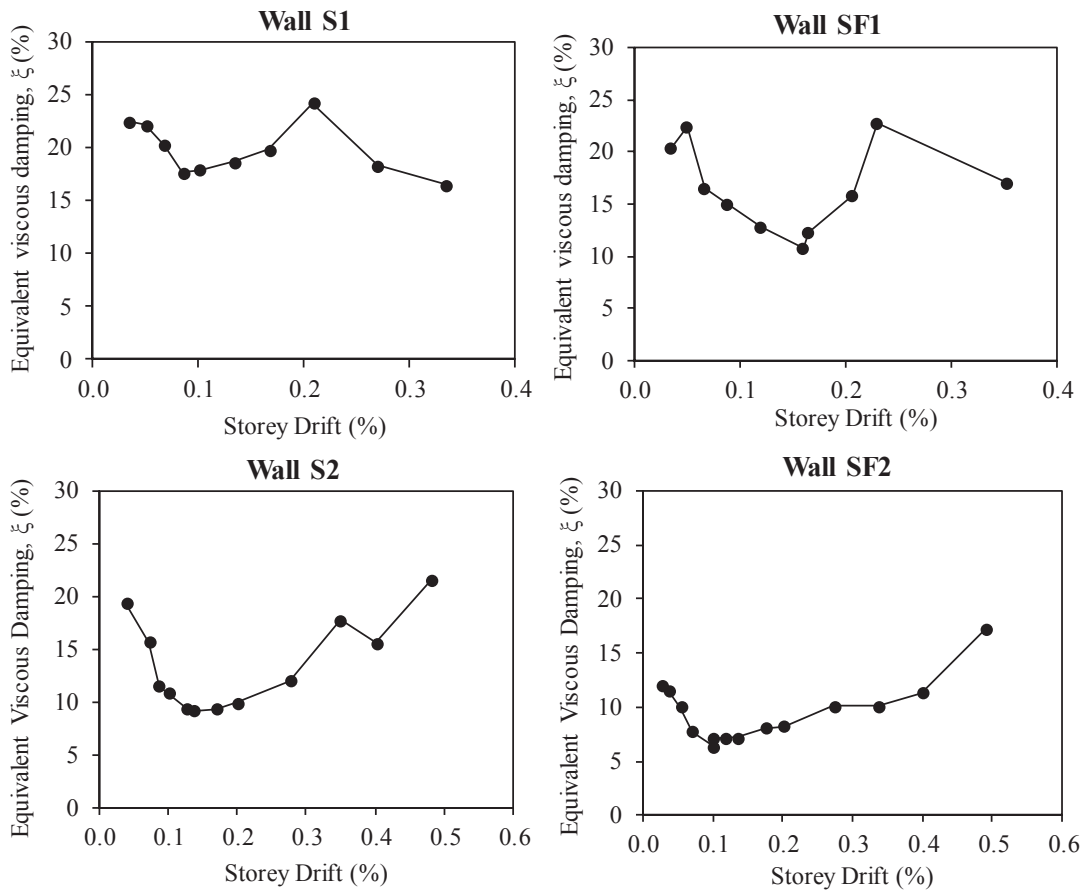 Wall S1
Equivalent viscous damping, ξ (%)
30
25
20
15
10
5
0
0.0 0.1 0.2 0.3 0.4
Storey Drift (%)
Wall SF1
Equivalent viscous damping, ξ (%)
30
25
20
15
10
5
0
0.0 0.1 0.2 0.3 0.4
Storey Drift (%)
Wall S2
Equivalent Viscous Damping, ξ (%)
30
25
20
15
10
5
0
0.0 0.1 0.2 0.3 0.4 0.5 0.6
Storey Drift (%)
Wall SF2
Equivalent Viscous Damping, ξ (%)
30
25
20
15
10
5
0
0.0 0.1 0.2 0.3 0.4 0.5 0.6
Storey Drift (%)